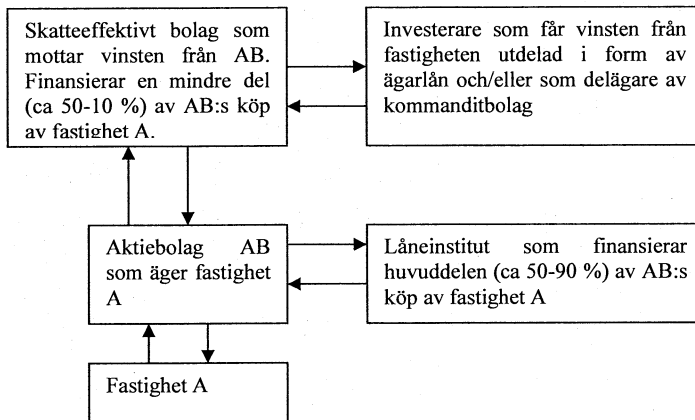 Skatteeffektivt bolag som
mottar vinsten från AB.
Finansierar en mindre del
(ca 50-10 %) av AB:s köp
av fastighet A.
Investerare som får vinsten från
fastigheten utdelad i form av
ägarlån och/eller som delägare av
kommanditbolag
Aktiebolag AB
som äger fastighet
A
Låneinstitut som finansierar
huvuddelen (ca 50-90 %) av AB:s
köp av fastighet A
Fastighet A